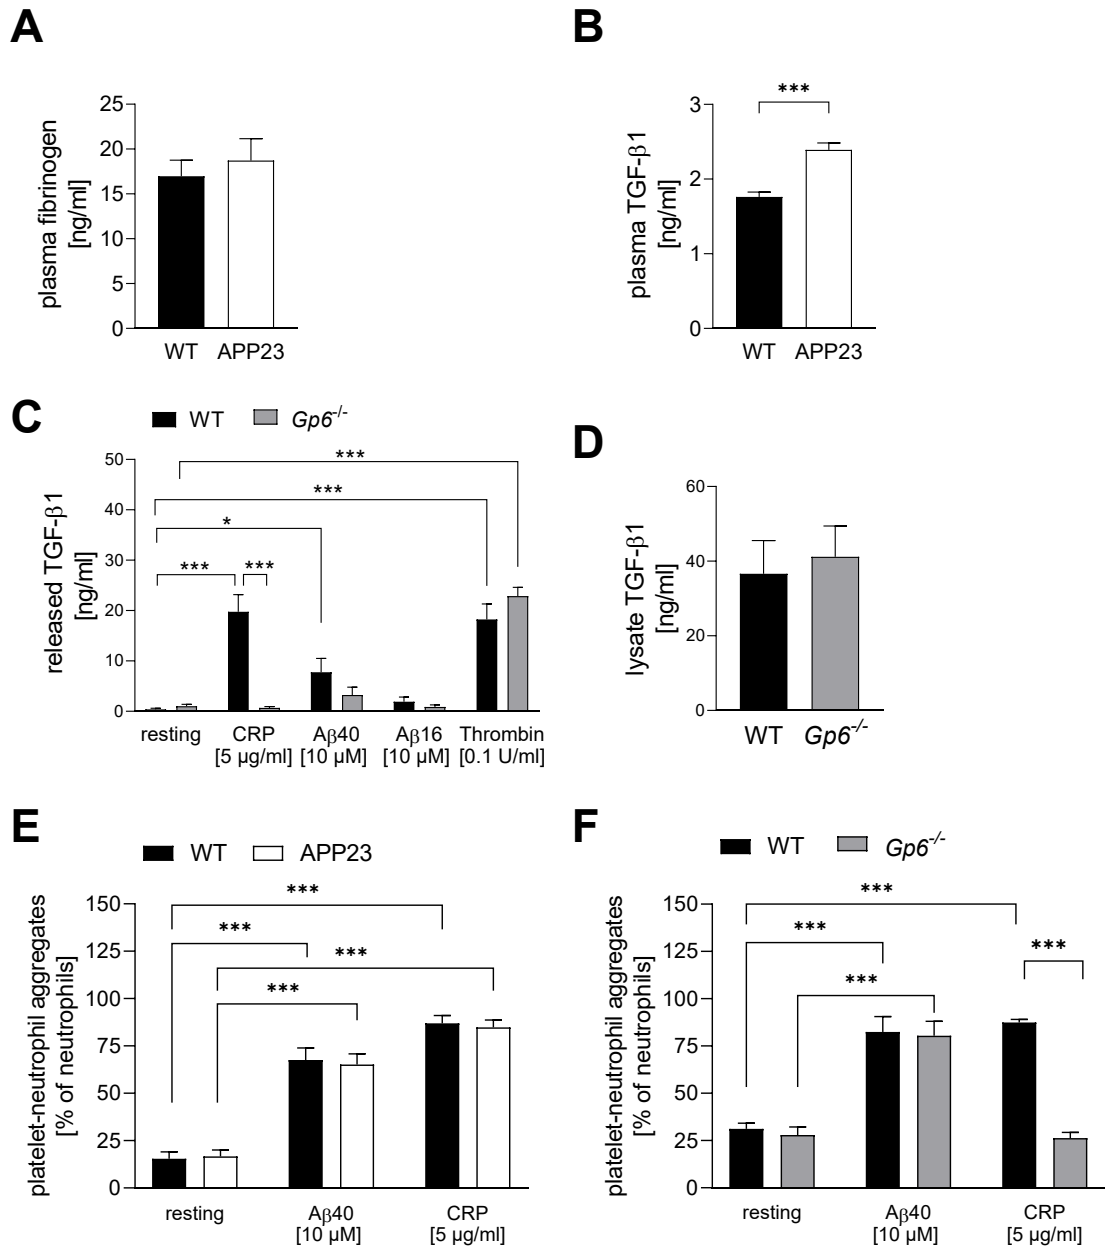 A
plasma fibrinogen
[ng/ml]
25
20
15
10
5
0
WT APP23
B
plasma TGF-β1
[ng/ml]
***
3
2
1
0
WT APP23
C
WT Gp6-/-
released TGF-β1
[ng/ml]
50
40
30
20
10
0
***
***
*
*** ***
resting CRP Aβ40 Aβ16 Thrombin
[5 µg/ml] [10 µM] [10 µM] [0.1 U/ml]
D
lysate TGF-β1
[ng/ml]
60
40
20
0
WT Gp6-/-
E
WT APP23
platelet-neutrophil aggregates
[% of neutrophils]
150
125
100
75
50
25
0
***
***
***
***
resting Aβ40 CRP
[10 µM] [5 µg/ml]
F
WT Gp6-/-
platelet-neutrophil aggregates
[% of neutrophils]
150
125
100
75
50
25
0
***
***
***
***
resting Aβ40 CRP
[10 µM] [5 µg/ml]